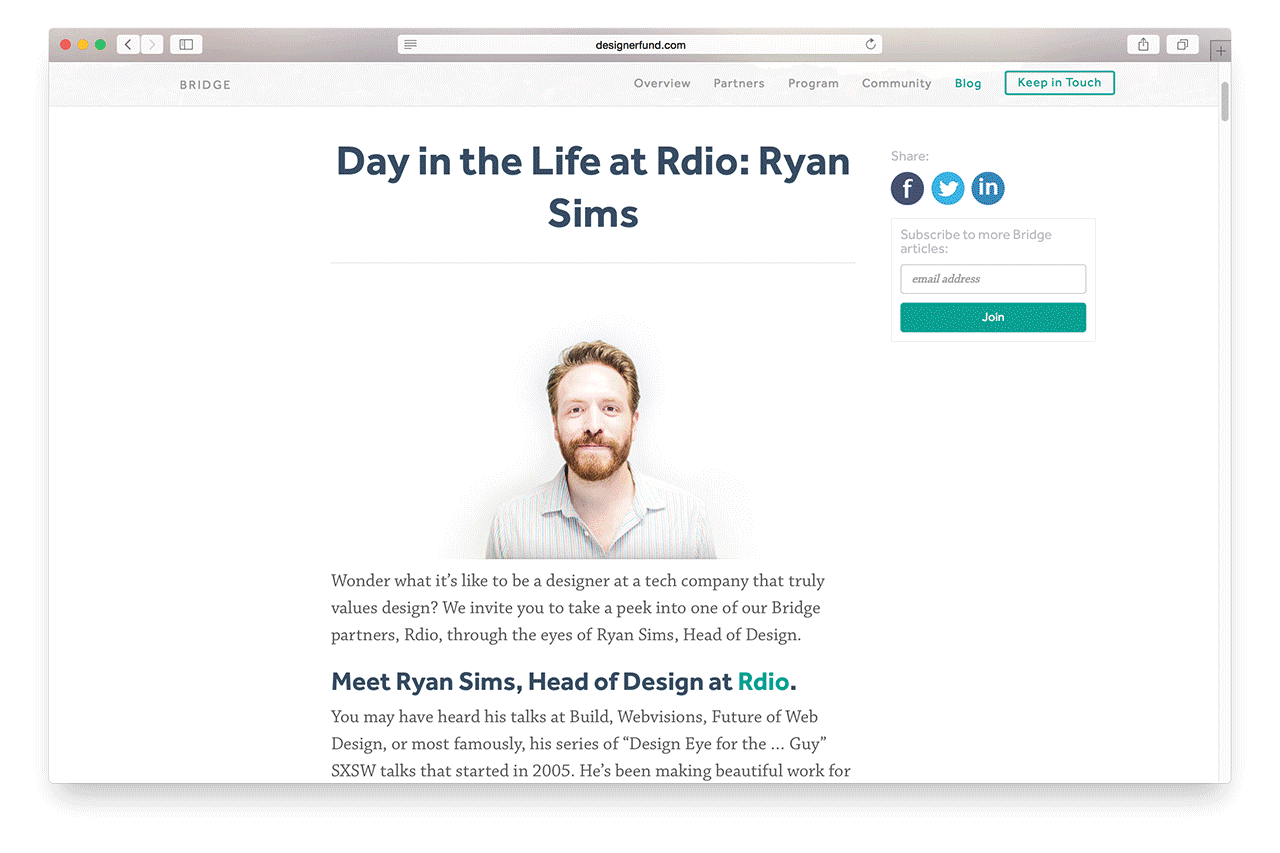 designerfund.com
BRIDGE
Overview Partners Program Community Blog Keep in Touch
Day in the Life at Rdio: Ryan
Sims
Share:
f in
Subscribe to more Bridge
articles:
email address
Join
Wonder what it’s like to be a designer at a tech company that truly
values design? We invite you to take a peek into one of our Bridge
partners, Rdio, through the eyes of Ryan Sims, Head of Design.
Meet Ryan Sims, Head of Design at Rdio.
You may have heard his talks at Build, Webvisions, Future of Web
Design, or most famously, his series of “Design Eye for the … Guy”
SXSW talks that started in 2005. He’s been making beautiful work for